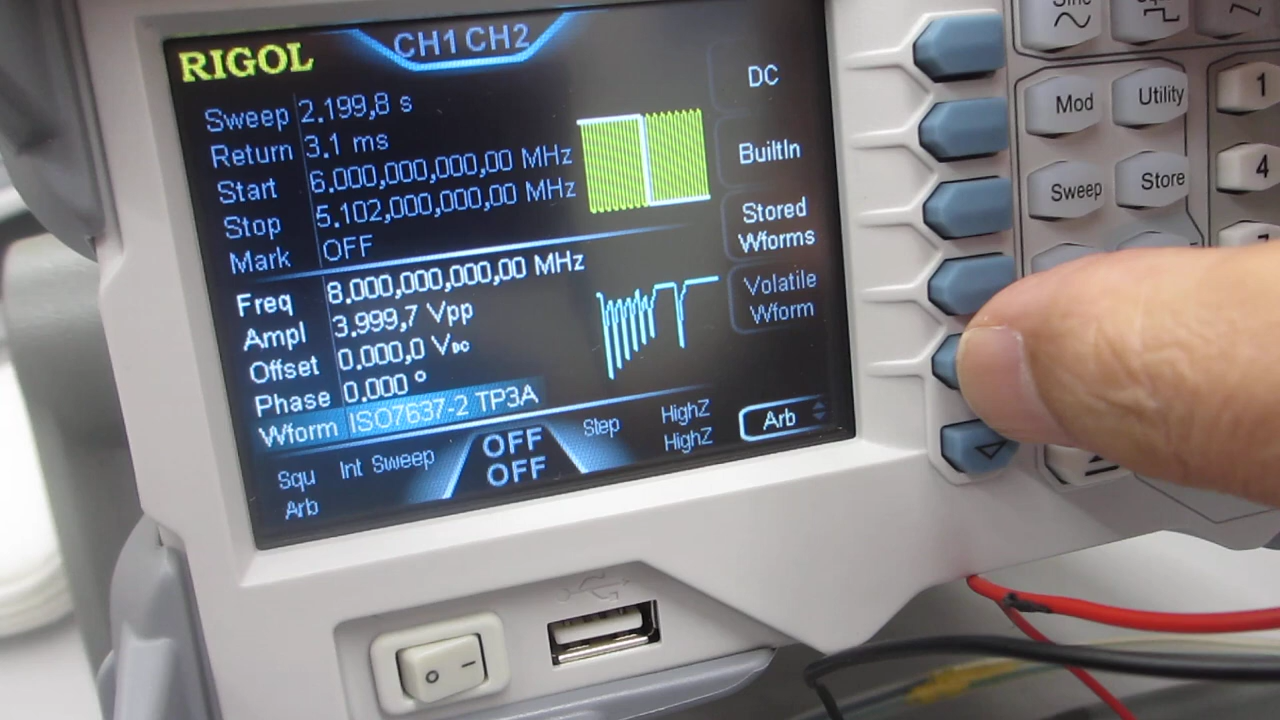 RIGOL
CH1 CH2
Sweep 2.199,8 s
Return 3.1 ms
Start 6.000,000,000,00 MHz
Stop 5.102,000,000,00 MHz
Mark OFF
Freq 8.000,000,000,00 MHz
Ampl 3.999,7 Vpp
Offset 0.000,0 VDC
Phase 0.000 °
Wform ISO7637-2 TP3A
Squ Int Sweep OFF Step HighZ
Arb OFF HighZ
DC
BuiltIn
Stored
Wforms
Volatile
Wform
Arb
Mod Utility 1
Sweep Store 4